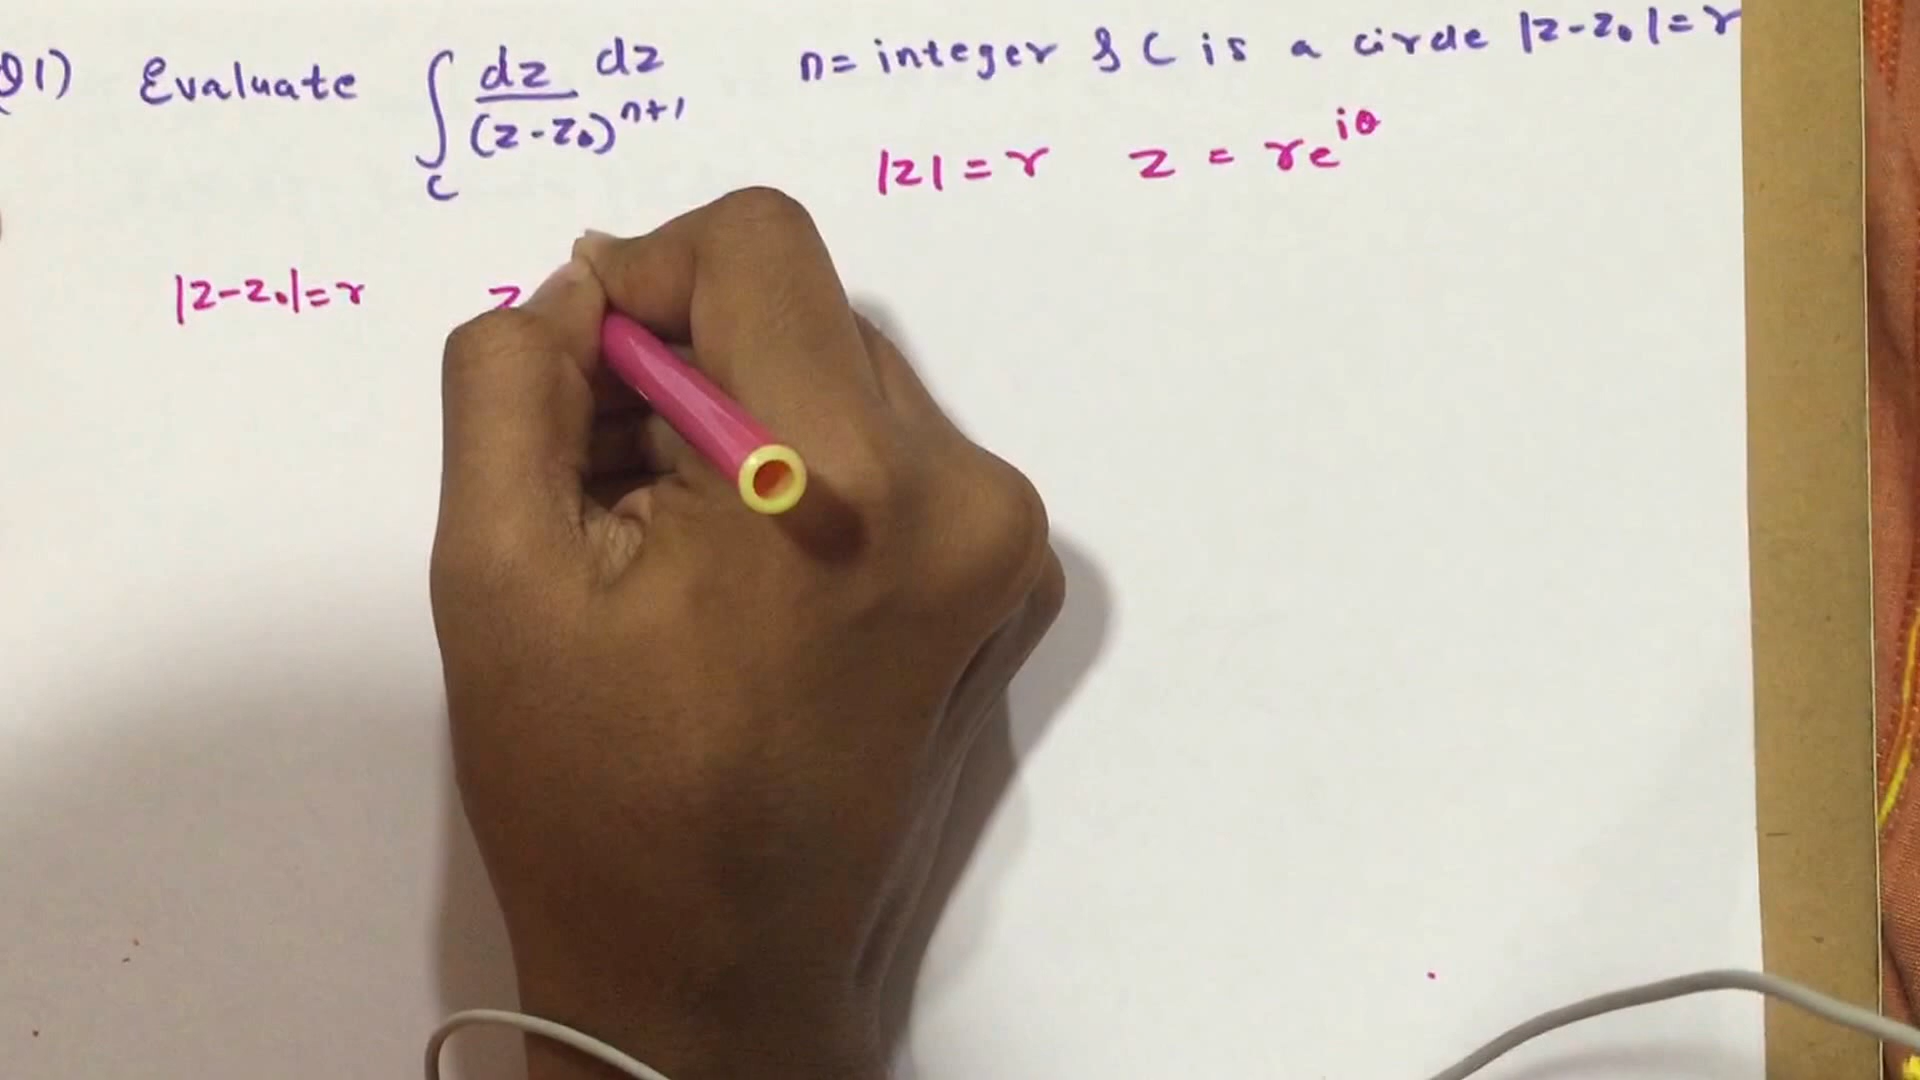 Q1) Evaluate ∫_C dz/(z-z₀)^{n+1} dz n= integer & C is a circle |z-z₀|=r
|z| = r z = re^{iθ}
|z-z₀|=r z